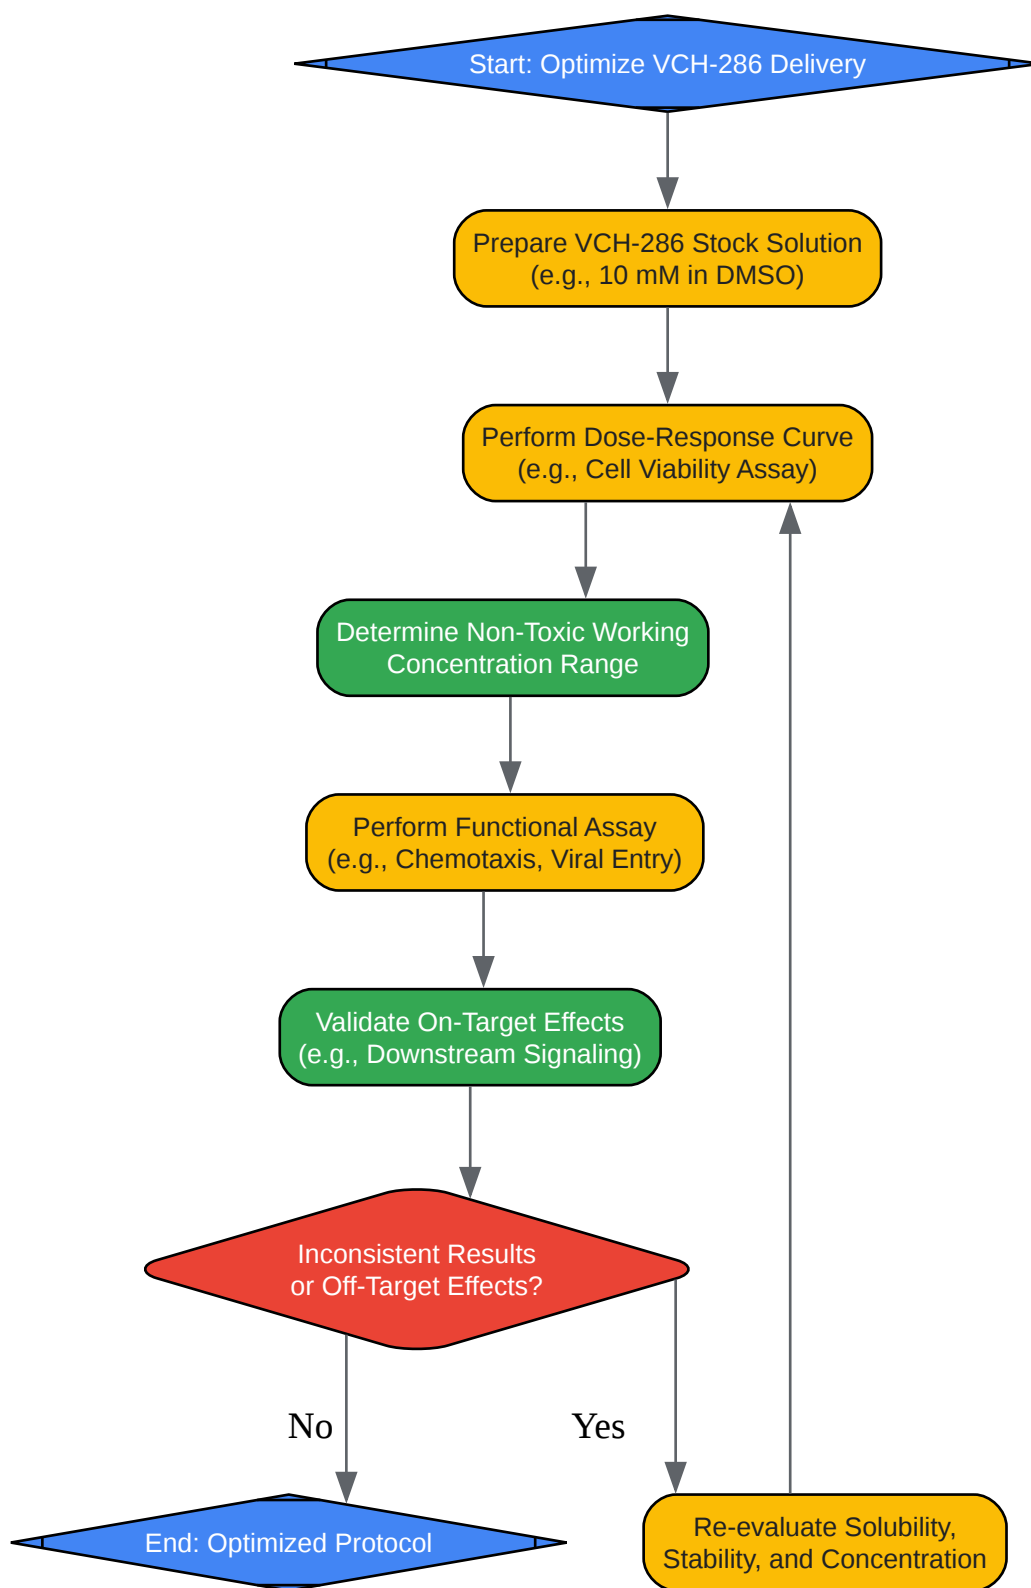 Start: Optimize VCH-286 Delivery
Prepare VCH-286 Stock Solution
(e.g., 10 mM in DMSO)
Perform Dose-Response Curve
(e.g., Cell Viability Assay)
Determine Non-Toxic Working
Concentration Range
Perform Functional Assay
(e.g., Chemotaxis, Viral Entry)
Validate On-Target Effects
(e.g., Downstream Signaling)
Inconsistent Results
or Off-Target Effects?
No
Yes
End: Optimized Protocol
Re-evaluate Solubility,
Stability, and Concentration